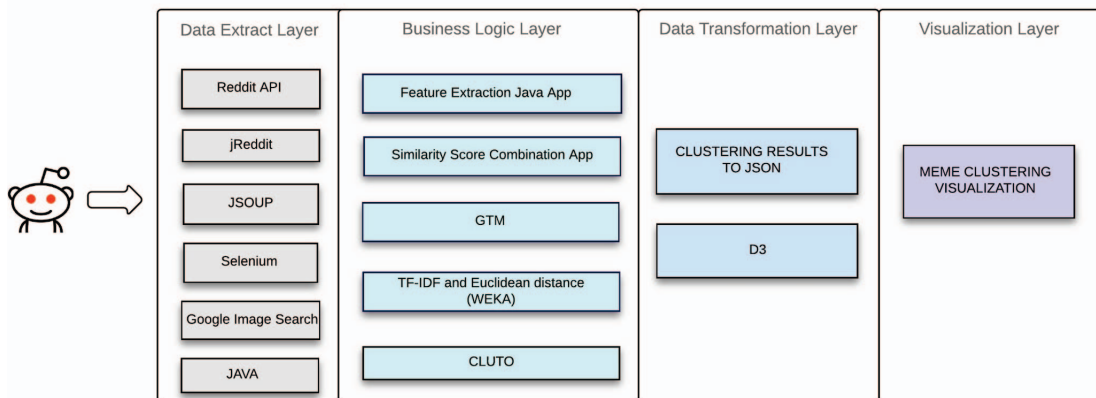 Data Extract Layer
Reddit API
jReddit
JSOUP
Selenium
Google Image Search
JAVA
Business Logic Layer
Feature Extraction Java App
Similarity Score Combination App
GTM
TF-IDF and Euclidean distance
(WEKA)
CLUTO
Data Transformation Layer
CLUSTERING RESULTS
TO JSON
D3
Visualization Layer
MEME CLUSTERING
VISUALIZATION